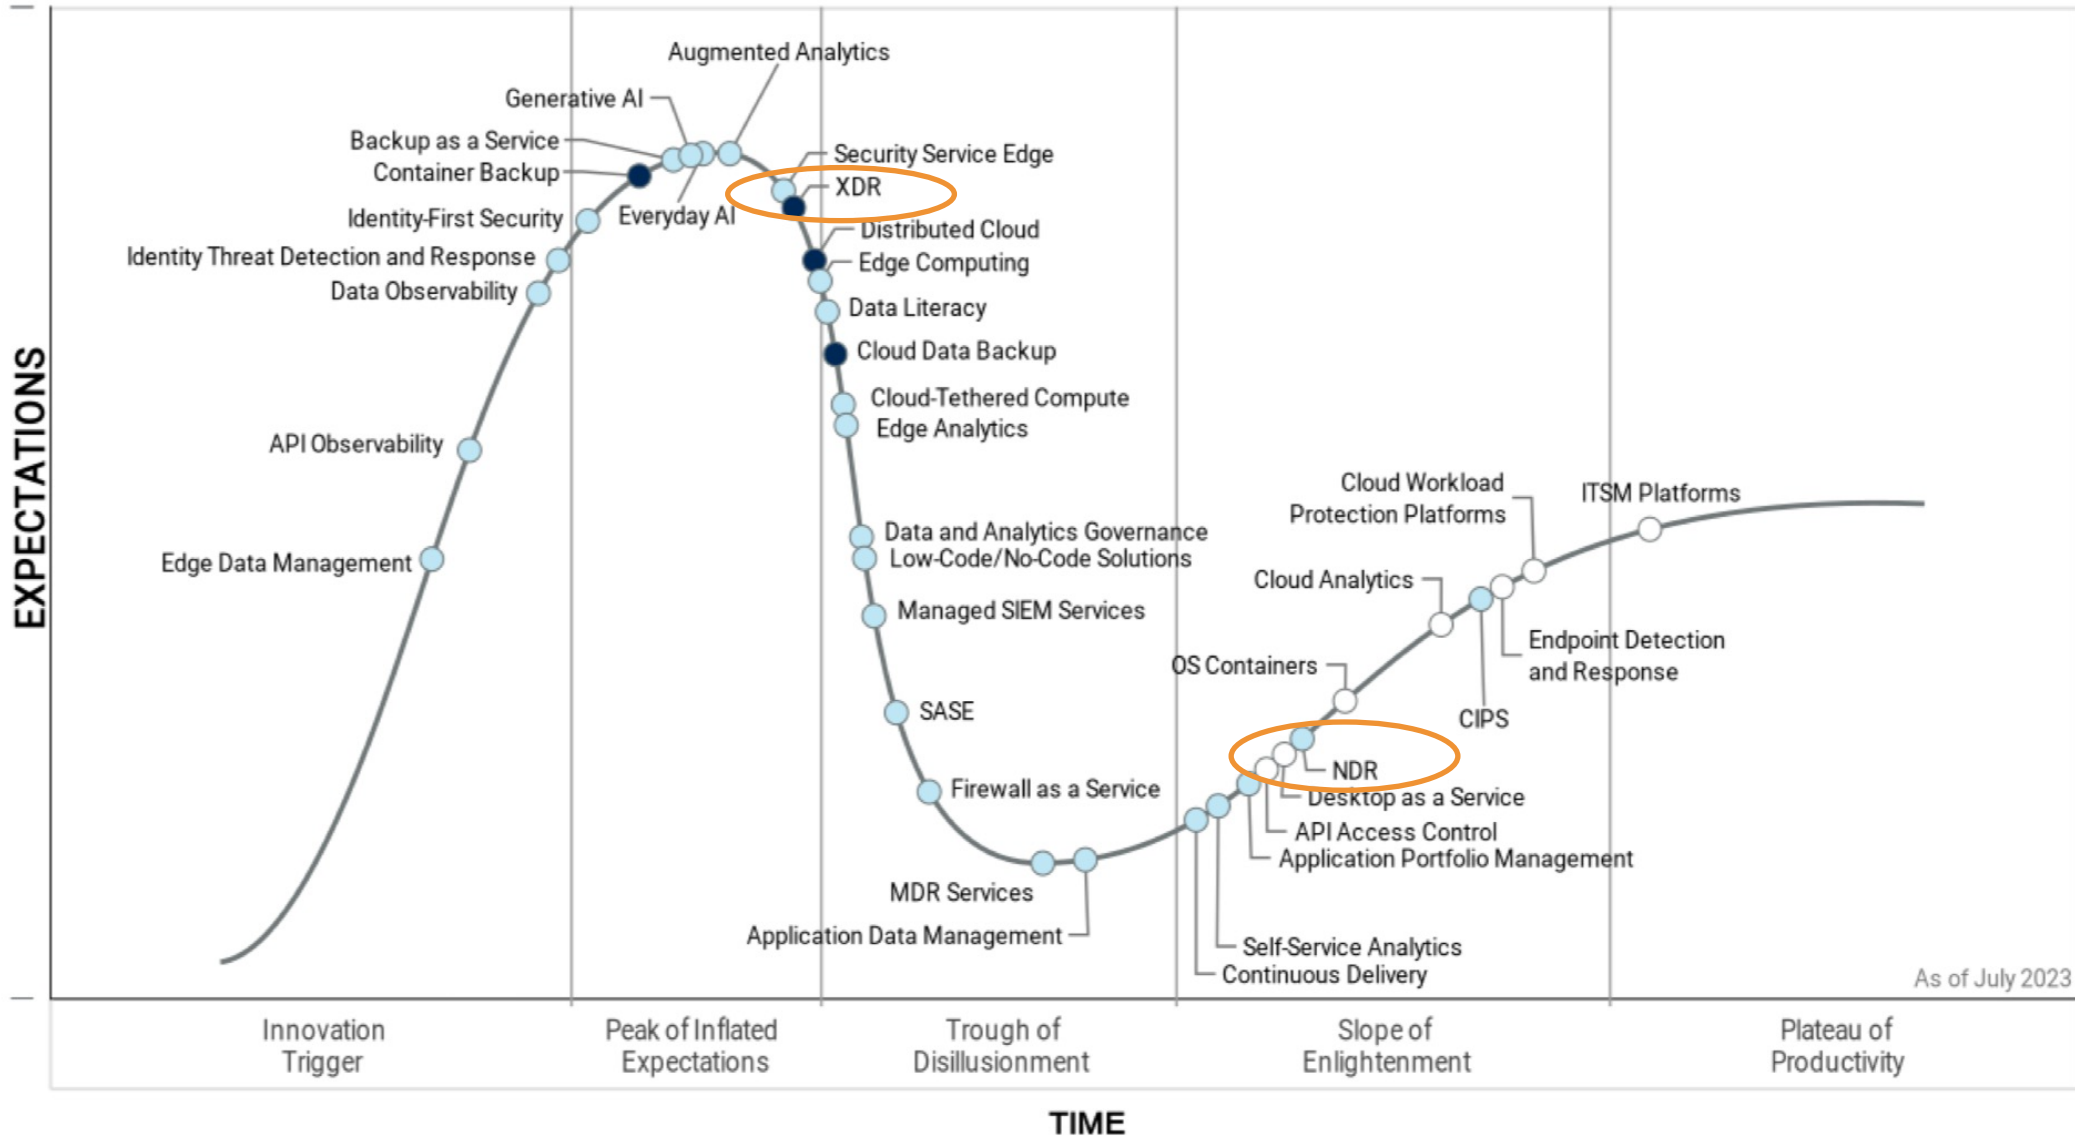 Augmented Analytics
Generative AI
Backup as a Service
Security Service Edge
Container Backup
XDR
Identity-First Security
Everyday AI
Distributed Cloud
Identity Threat Detection and Response
Edge Computing
Data Observability
Data Literacy
Cloud Data Backup
Cloud-Tethered Compute
Edge Analytics
API Observability
EXPECTATIONS
Cloud Workload
Protection Platforms
ITSM Platforms
Data and Analytics Governance
Low-Code/No-Code Solutions
Edge Data Management
Cloud Analytics
Managed SIEM Services
Endpoint Detection
and Response
OS Containers
SASE
CIPS
NDR
Firewall as a Service
Desktop as a Service
API Access Control
Application Portfolio Management
MDR Services
Application Data Management
Self-Service Analytics
Continuous Delivery
As of July 2023
Innovation
Trigger
Peak of Inflated
Expectations
Trough of
Disillusionment
Slope of
Enlightenment
Plateau of
Productivity
TIME